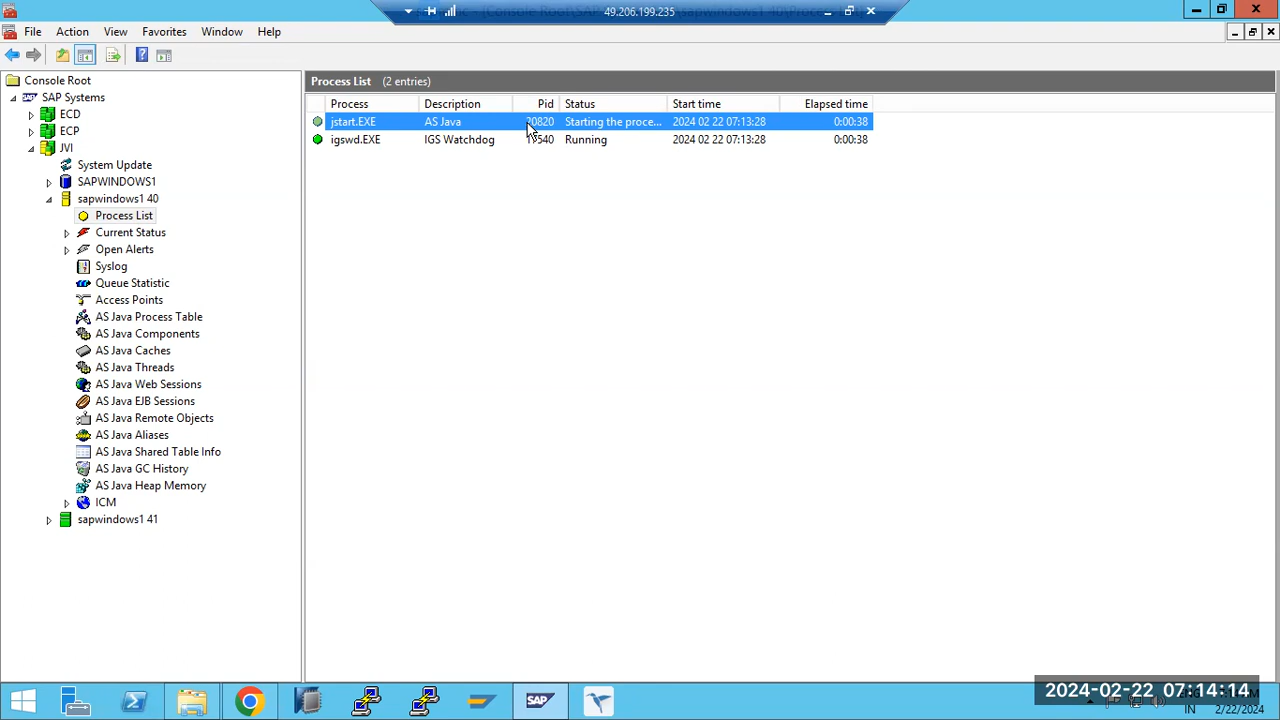 49.206.199.235
File Action View Favorites Window Help
Console Root
SAP Systems
ECD
ECP
JVI
System Update
SAPWINDOWS1
sapwindows1 40
Process List
Current Status
Open Alerts
Syslog
Queue Statistic
Access Points
AS Java Process Table
AS Java Components
AS Java Caches
AS Java Threads
AS Java Web Sessions
AS Java EJB Sessions
AS Java Remote Objects
AS Java Aliases
AS Java Shared Table Info
AS Java GC History
AS Java Heap Memory
ICM
sapwindows1 41
Process List (2 entries)
Process Description Pid Status Start time Elapsed time
jstart.EXE AS Java 20820 Starting the proce... 2024 02 22 07:13:28 0:00:38
igswd.EXE IGS Watchdog Running 2024 02 22 07:13:28 0:00:38
SAP
2024-02-22 07:14:14
IN 2/22/2024